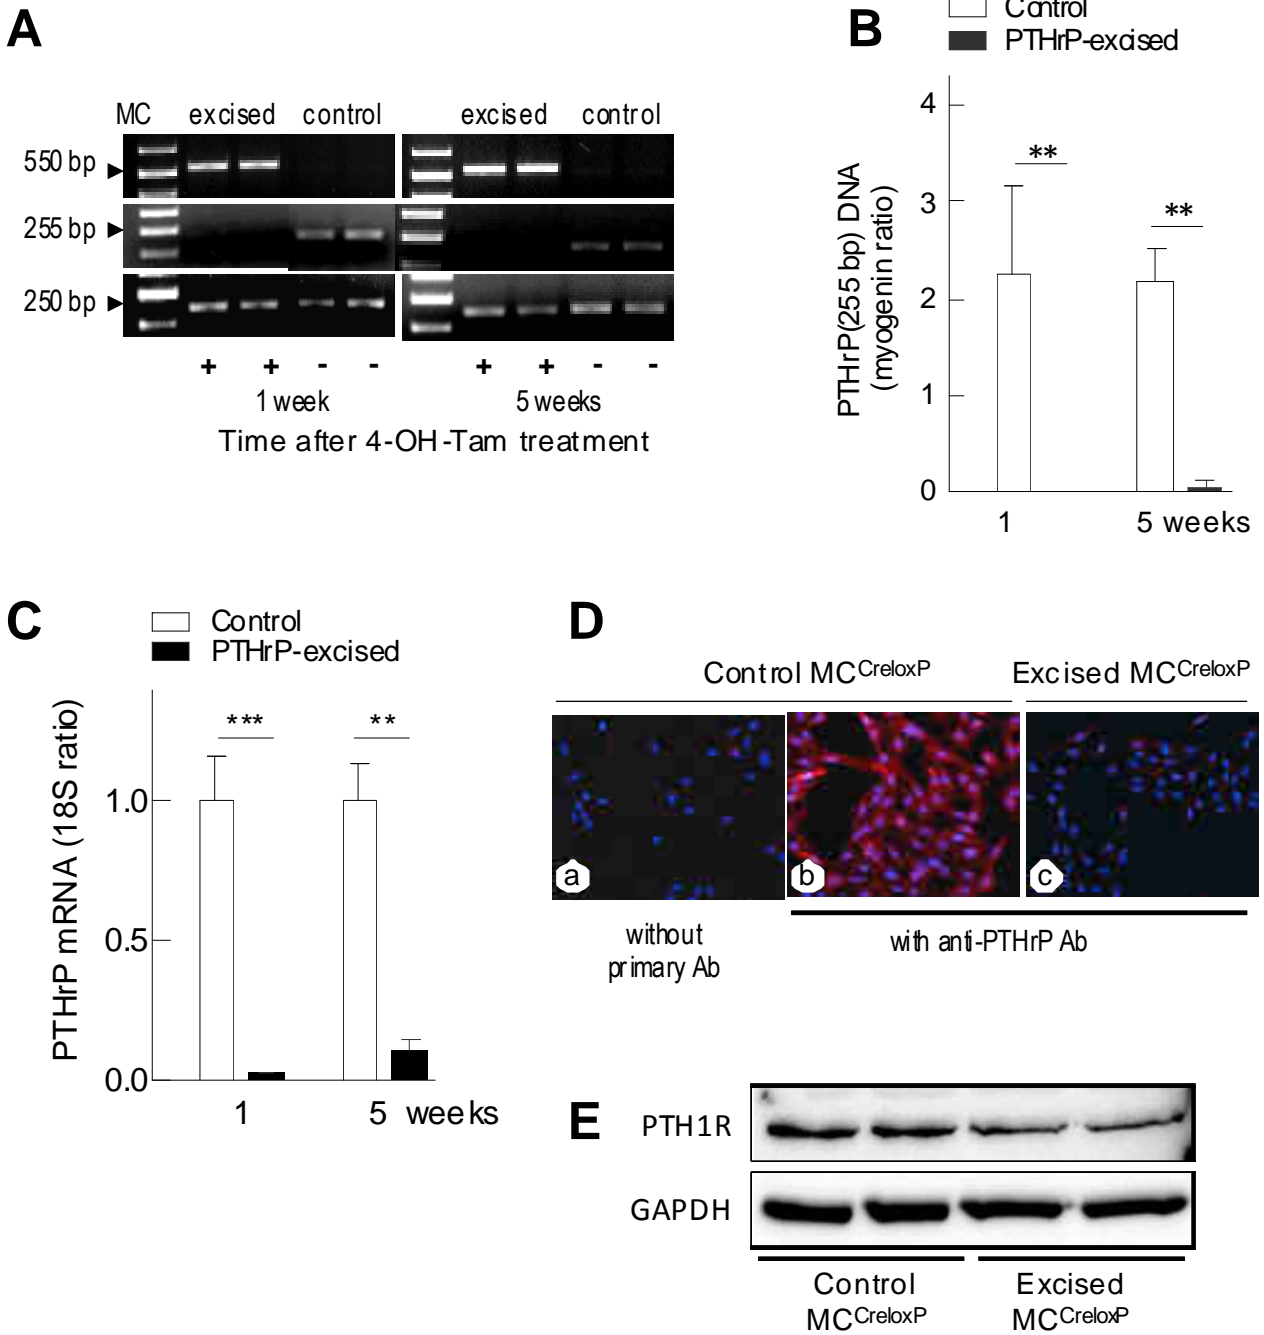 A
MC excised control excised control
550 bp
255 bp
250 bp
+ + - - + + - -
1 week 5 weeks
Time after 4-OH-Tam treatment
B
Control
PTHrP-excised
PTHrP(255 bp) DNA
(myogenin ratio)
4
3
2
1
0
**
**
1 5 weeks
C
Control
PTHrP-excised
PTHrP mRNA (18S ratio)
1.0
0.5
0.0
*** **
1 5 weeks
D
Control MCCreloxP Excised MCCreloxP
a b c
without
primary Ab
with anti-PTHrP Ab
E
PTH1R
GAPDH
Control Excised
MCCreloxP MCCreloxP